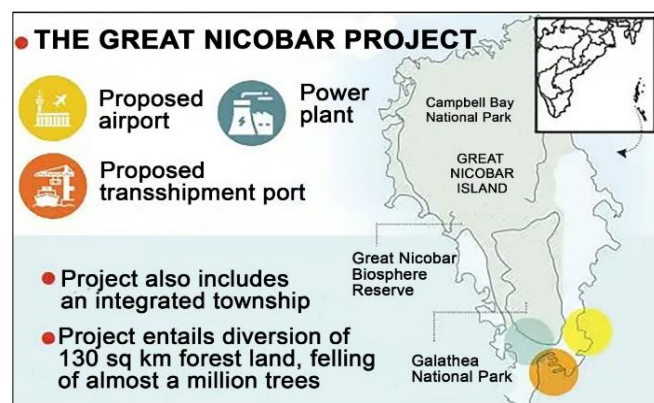 THE GREAT NICOBAR PROJECT
Proposed
airport
Power
plant
Proposed
transshipment port
Campbell Bay
National Park
GREAT
NICOBAR
ISLAND
Great Nicobar
Biosphere
Reserve
Galathea
National Park
Project also includes
an integrated township
Project entails diversion of
130 sq km forest land, felling
of almost a million trees